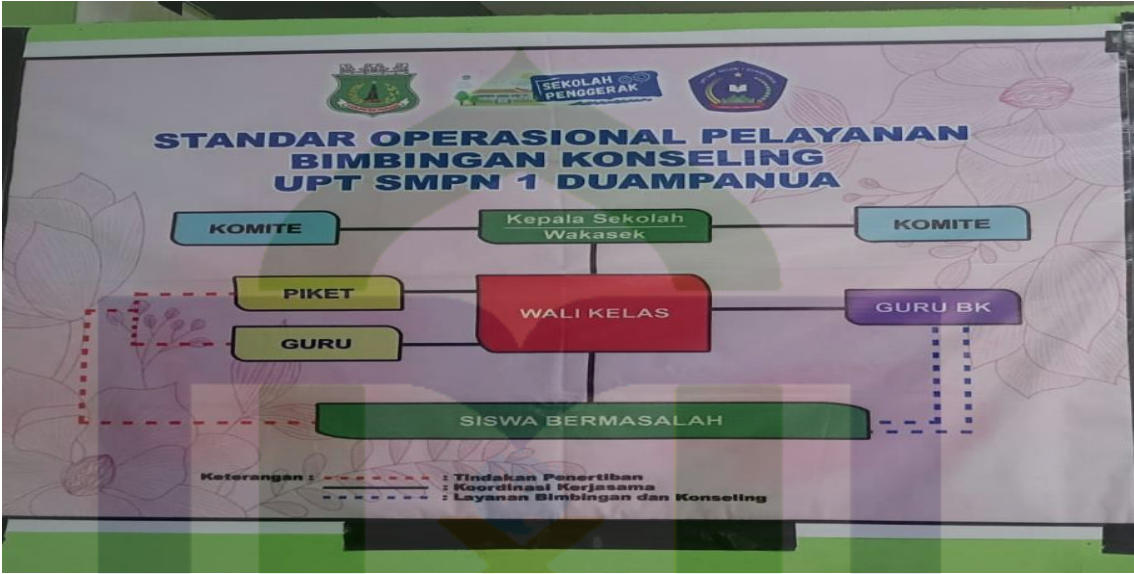 SEKOLAH
PENGGERAK
STANDAR OPERASIONAL PELAYANAN
BIMBINGAN KONSELING
UPT SMPN 1 DUAMPANUA
KOMITE
Kepala Sekolah
Wakasek
KOMITE
PIKET
WALI KELAS
GURU BK
GURU
SISWA BERMASALAH
Keterangan :
: Tindakan Penertiban
: Koordinasi Kerjasama
: Layanan Bimbingan dan Konseling